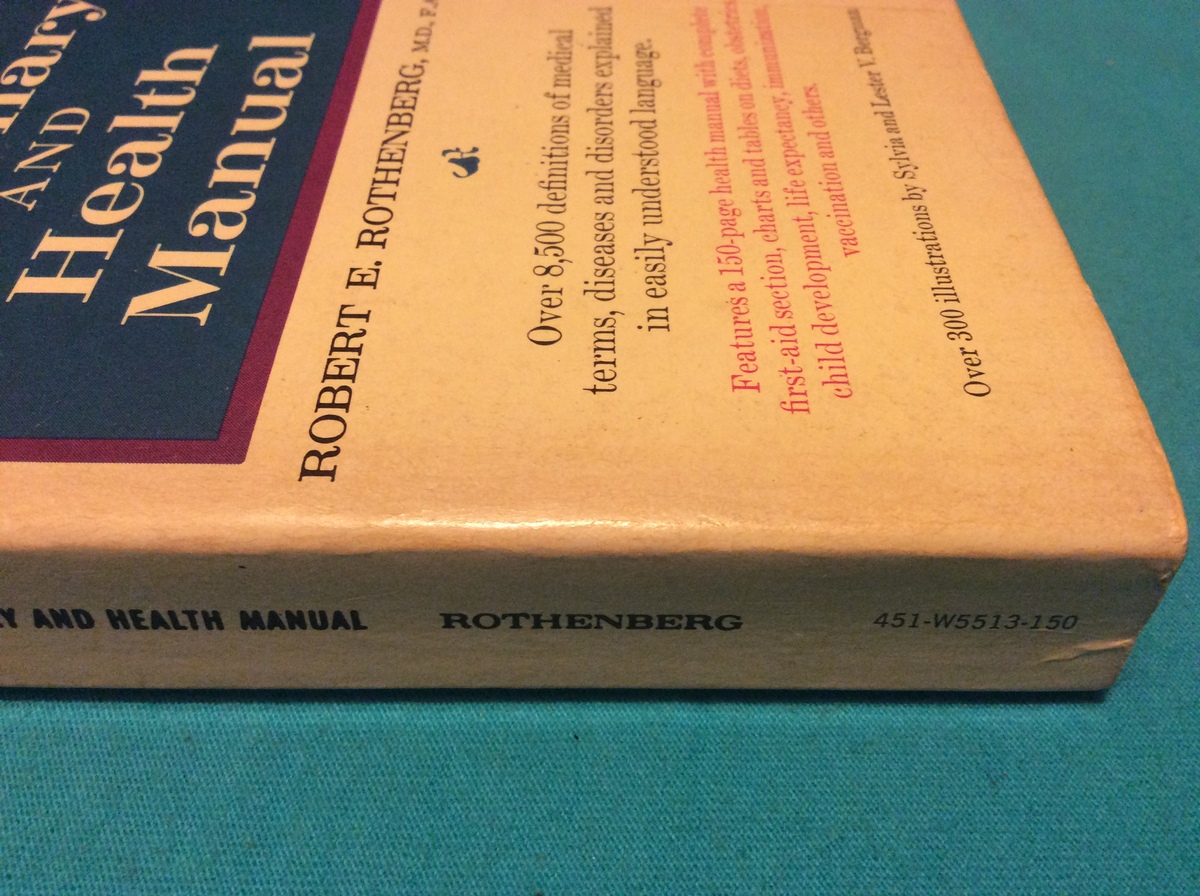 AND
Health
Manual
ROBERT E. ROTHENBERG, M.D., F.A
Over 8,500 definitions of medical
terms, diseases and disorders explained
in easily understood language.
Features a 150-page health manual with complete
first-aid section, charts and tables on diets, obstetrics,
child development, life expectancy, immunization,
vaccination and others.
Over 300 illustrations by Sylvia and Lester V. Bergman
Y AND HEALTH MANUAL ROTHENBERG 451-W5513-150